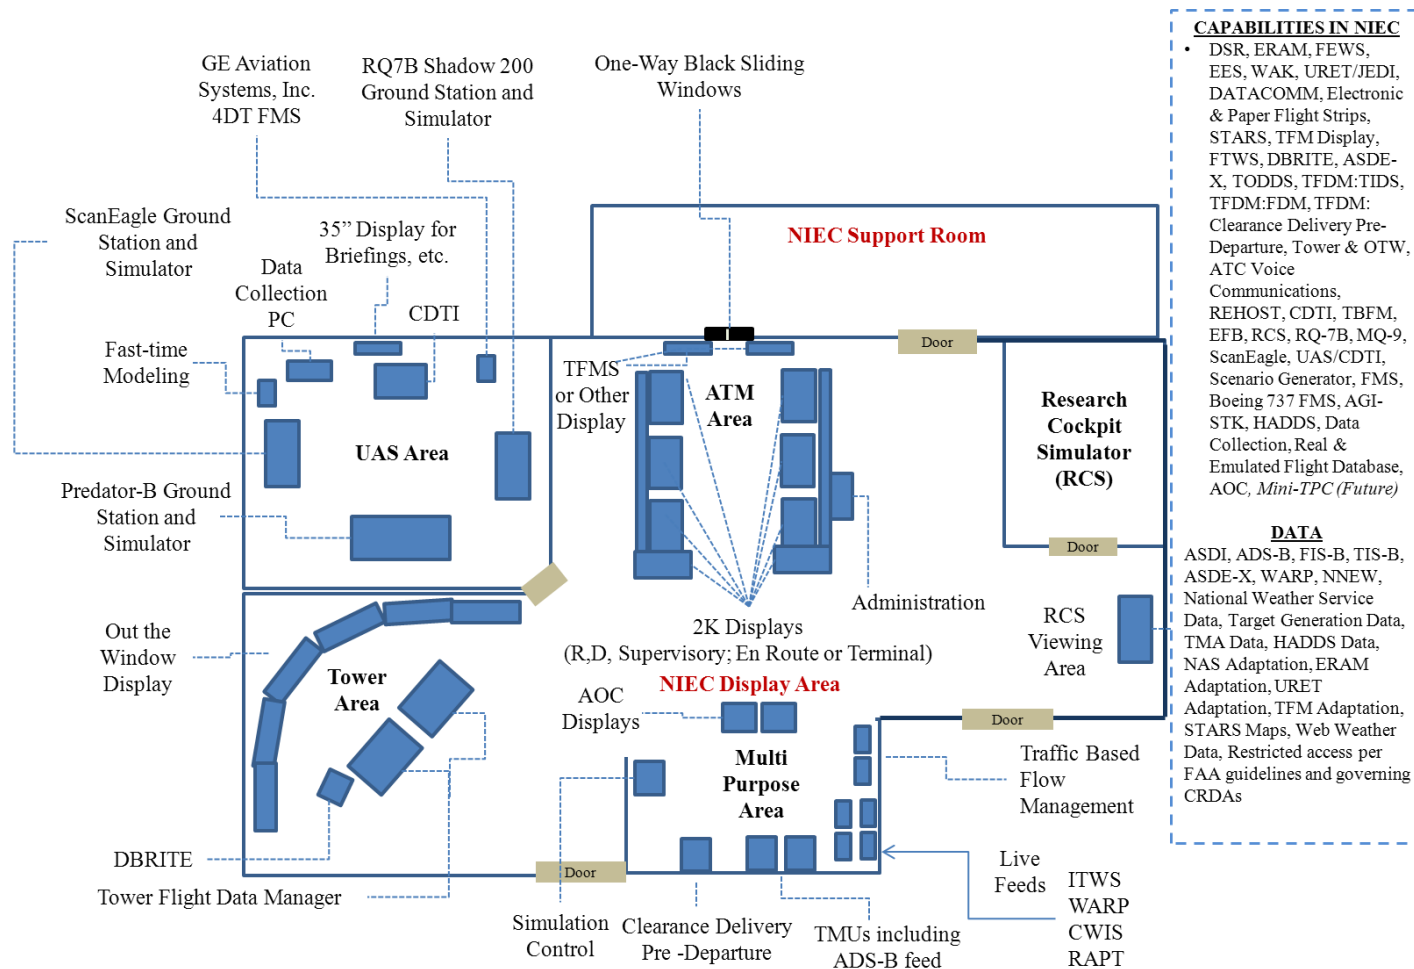 GE Aviation
Systems, Inc.
4DT FMS
RQ7B Shadow 200
Ground Station and
Simulator
One-Way Black Sliding
Windows
ScanEagle Ground
Station and
Simulator
35” Display for
Briefings, etc.
Data
Collection
PC
CDTI
NIEC Support Room
Fast-time
Modeling
Door
TFMS
or Other
Display
ATM
Area
UAS Area
Research
Cockpit
Simulator
(RCS)
Predator-B Ground
Station and
Simulator
Door
Administration
RCS
Viewing
Area
2K Displays
(R,D, Supervisory; En Route or Terminal)
NIEC Display Area
Out the
Window
Display
Tower
Area
AOC
Displays
Door
Multi
Purpose
Area
Traffic Based
Flow
Management
DBRITE
Tower Flight Data Manager
Door
Simulation
Control
Clearance Delivery
Pre -Departure
TMUs including
ADS-B feed
Live
Feeds
ITWS
WARP
CWIS
RAPT
CAPABILITIES IN NIEC
• DSR, ERAM, FEWS,
EES, WAK, URET/JEDI,
DATACOMM, Electronic
& Paper Flight Strips,
STARS, TFM Display,
FTWS, DBRITE, ASDE-
X, TODDS, TFDM:TIDS,
TFDM:FDM, TFDM:
Clearance Delivery Pre-
Departure, Tower & OTW,
ATC Voice
Communications,
REHOST, CDTI, TBFM,
EFB, RCS, RQ-7B, MQ-9,
ScanEagle, UAS/CDTI,
Scenario Generator, FMS,
Boeing 737 FMS, AGI-
STK, HADDS, Data
Collection, Real &
Emulated Flight Database,
AOC, Mini-TPC (Future)
DATA
ASDI, ADS-B, FIS-B, TIS-B,
ASDE-X, WARP, NNEW,
National Weather Service
Data, Target Generation Data,
TMA Data, HADDS Data,
NAS Adaptation, ERAM
Adaptation, URET
Adaptation, TFM Adaptation,
STARS Maps, Web Weather
Data, Restricted access per
FAA guidelines and governing
CRDAs